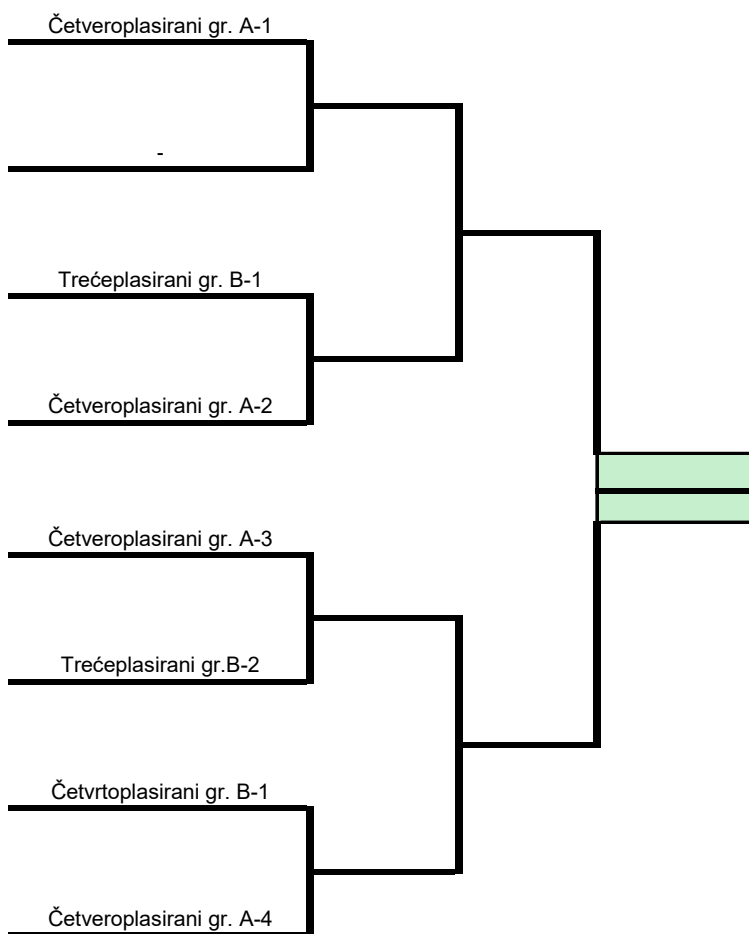 Četveroplasirani gr. A-1
-
Trećeplasirani gr. B-1
Četveroplasirani gr. A-2
Četveroplasirani gr. A-3
Trećeplasirani gr.B-2
Četvrtoplasirani gr. B-1
Četveroplasirani gr. A-4